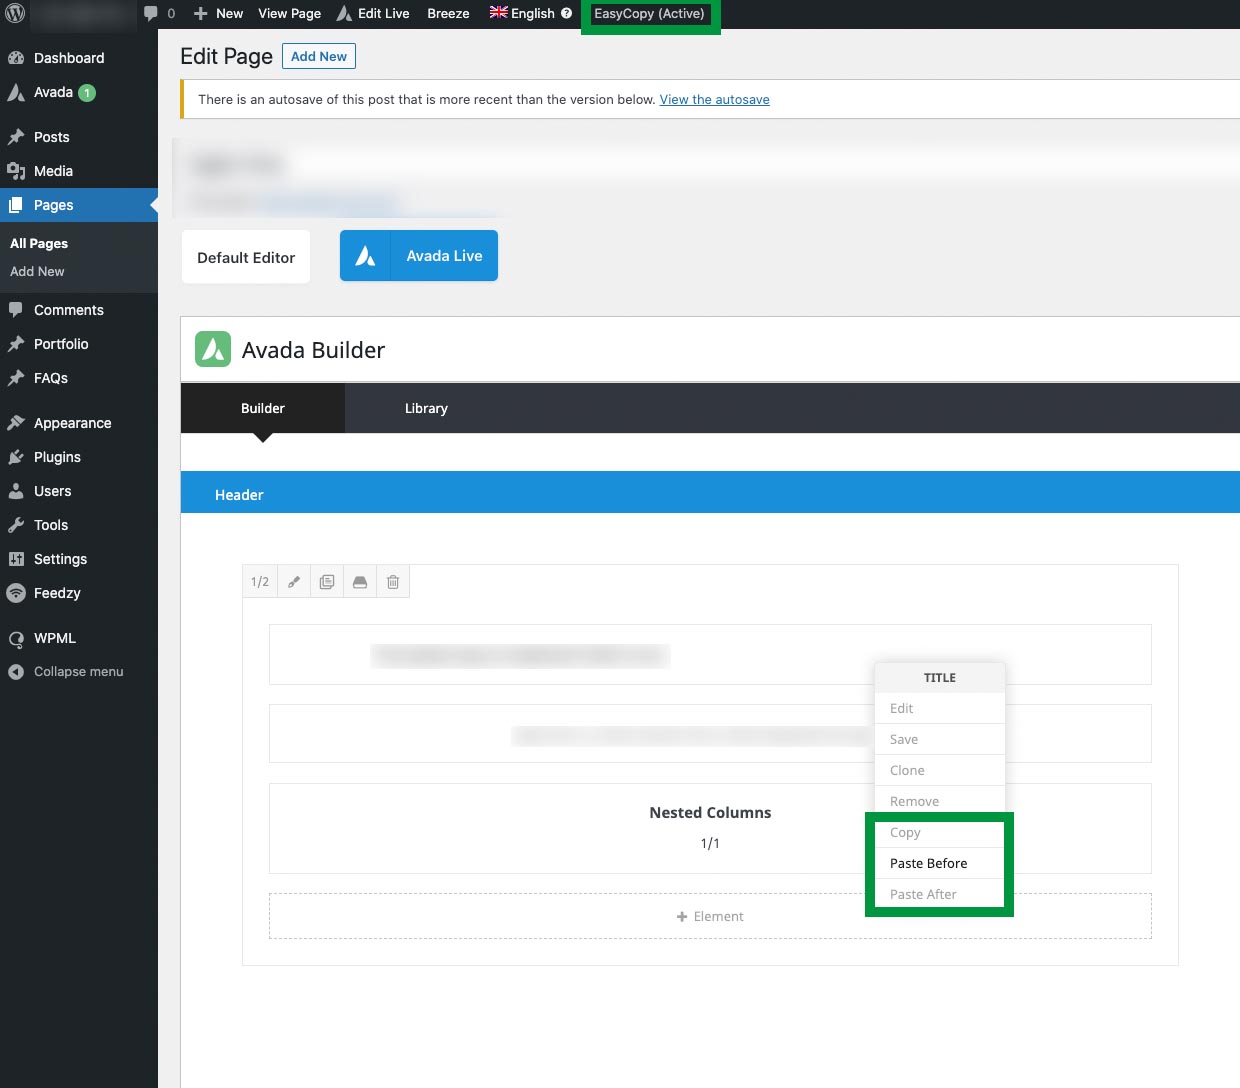 0 New View Page Edit Live Breeze English EasyCopy (Active)
Dashboard
Avada 1
Posts
Media
Pages
All Pages
Add New
Comments
Portfolio
FAQs
Appearance
Plugins
Users
Tools
Settings
Feedzy
WPML
Collapse menu
Edit Page Add New
There is an autosave of this post that is more recent than the version below. View the autosave
Default Editor Avada Live
Avada Builder
Builder Library
Header
1/2
TITLE
Edit
Save
Clone
Remove
Copy
Paste Before
Paste After
Nested Columns
1/1
+ Element